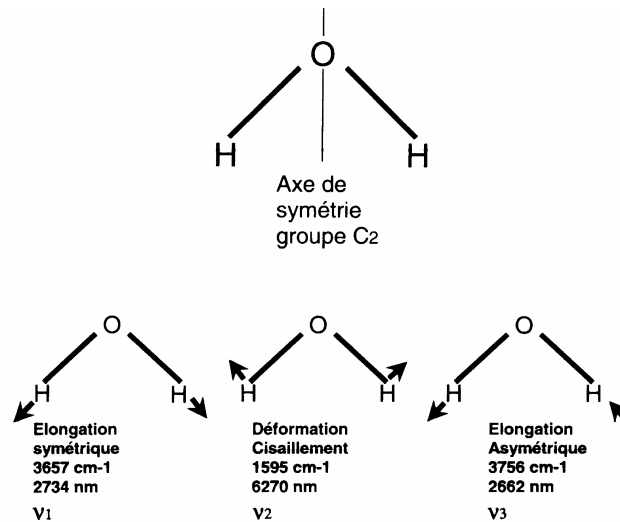 O
H H
Axe de
symétrie
groupe C2
O
H H
Elongation
symétrique
3657 cm-1
2734 nm
ν1
O
H H
Déformation
Cisaillement
1595 cm-1
6270 nm
ν2
O
H H
Elongation
Asymétrique
3756 cm-1
2662 nm
ν3